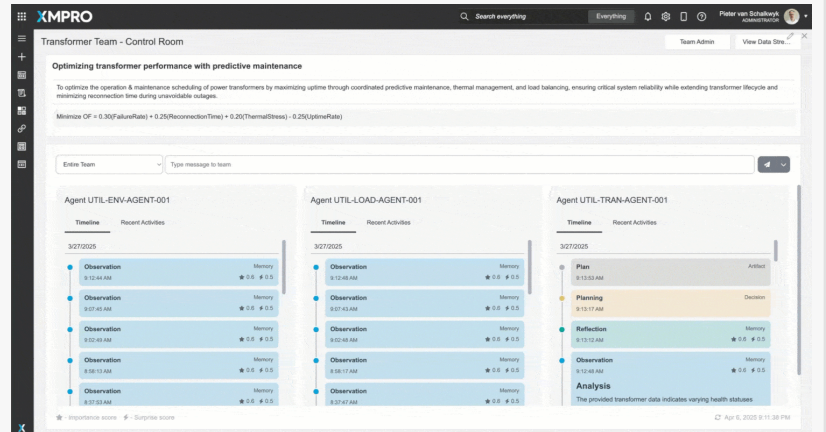 XMPRO
Search everything
Everything
Pieter van Schalkwyk
ADMINISTRATOR
Transformer Team - Control Room
Team Admin
View Data Stre...
Optimizing transformer performance with predictive maintenance
To optimize the operation & maintenance scheduling of power transformers by maximizing uptime through coordinated predictive maintenance, thermal management, and load balancing, ensuring critical system reliability while extending transformer lifecycle and
minimizing reconnection time during unavoidable outages.
Minimize OF = 0.30(FailureRate) + 0.25(ReconnectionTime) + 0.20(ThermalStress) - 0.25(UptimeRate)
Entire Team
Type message to team
Agent UTIL-ENV-AGENT-001
Timeline Recent Activities
3/27/2025
Observation Memory
9:12:44 AM 0.6 0.5
Observation Memory
9:07:45 AM 0.6 0.5
Observation Memory
9:02:49 AM 0.6 0.5
Observation Memory
8:58:13 AM 0.6 0.5
Observation Memory
8:37:53 AM 0.6 0.5
Agent UTIL-LOAD-AGENT-001
Timeline Recent Activities
3/27/2025
Observation Memory
9:12:48 AM 0.6 0.5
Observation Memory
9:07:43 AM 0.6 0.5
Observation Memory
9:02:48 AM 0.6 0.5
Observation Memory
8:58:17 AM 0.6 0.5
Observation Memory
8:37:47 AM 0.6 0.5
Agent UTIL-TRAN-AGENT-001
Timeline Recent Activities
3/27/2025
Plan Artifact
9:13:53 AM
Planning Decision
9:13:17 AM
Reflection Memory
9:13:12 AM 0.6 0.5
Observation Memory
9:12:48 AM 0.6 0.5
Analysis
The provided transformer data indicates varying health statuses
- Importance score - Surprise score
Apr 6, 2025 9:11:38 PM